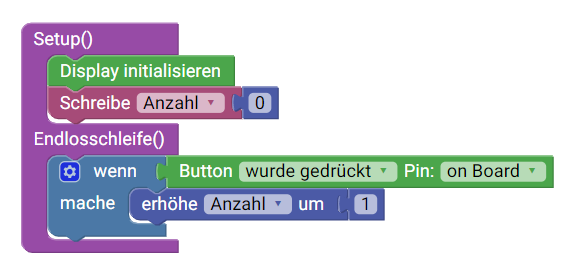 Setup()
Display initialisieren
Schreibe Anzahl 0
Endlosschleife()
wenn Button wurde gedrückt Pin: on Board
mache erhöhe Anzahl um 1